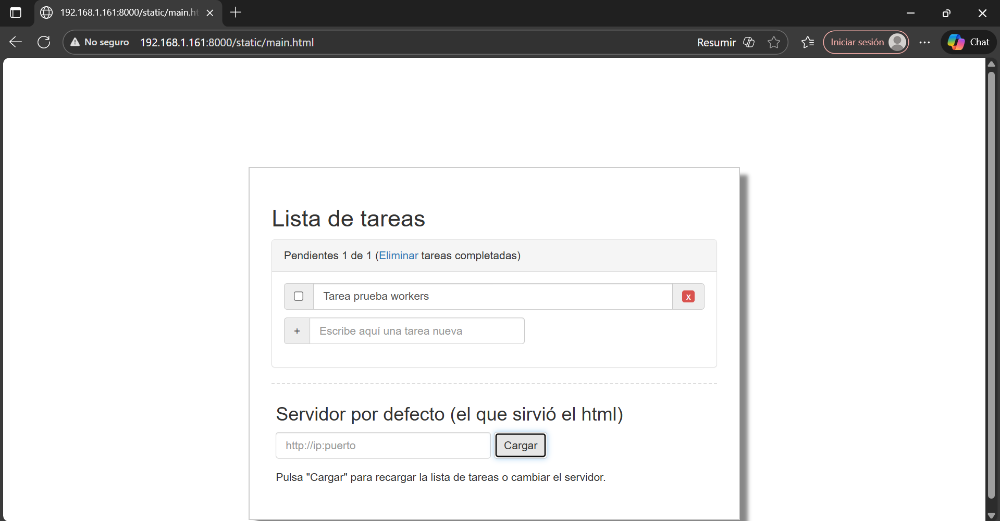 192.168.1.161:8000/static/main.ht
No seguro 192.168.1.161:8000/static/main.html Resumir Iniciar sesión Chat
Lista de tareas
Pendientes 1 de 1 (Eliminar tareas completadas)
Tarea prueba workers x
+ Escribe aquí una tarea nueva
Servidor por defecto (el que sirvió el html)
http://ip:puerto Cargar
Pulsa "Cargar" para recargar la lista de tareas o cambiar el servidor.